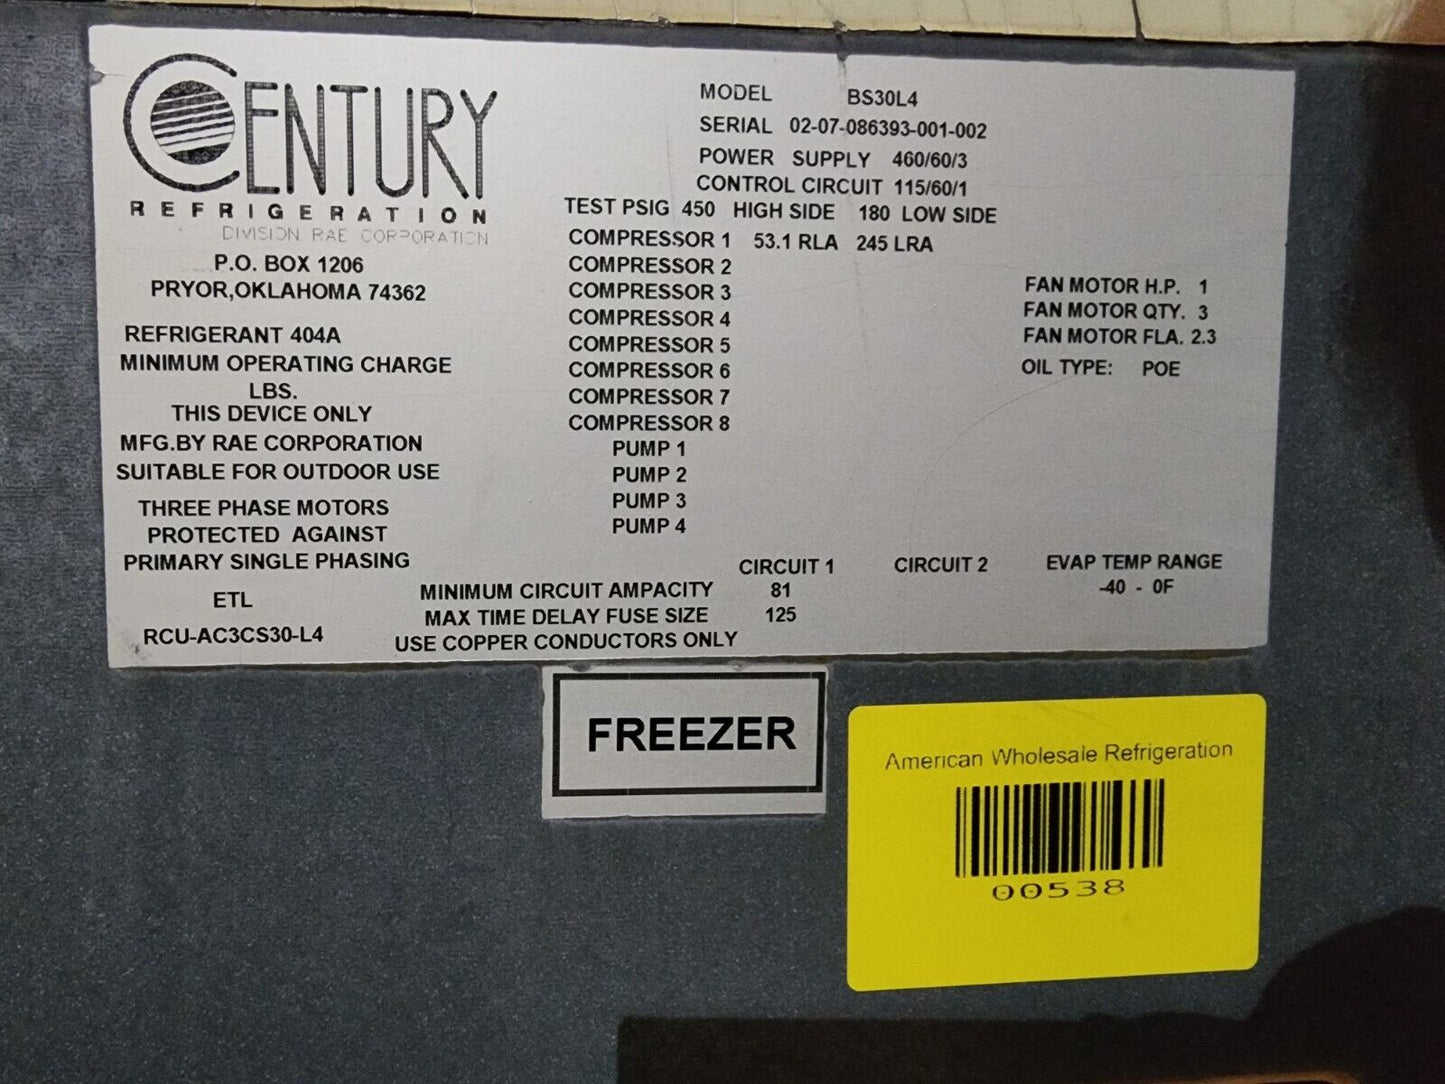 CENTURY
REFRIGERATION
DIVISION RAE CORPORATION
P.O. BOX 1206
PRYOR,OKLAHOMA 74362
REFRIGERANT 404A
MINIMUM OPERATING CHARGE
LBS.
THIS DEVICE ONLY
MFG.BY RAE CORPORATION
SUITABLE FOR OUTDOOR USE
THREE PHASE MOTORS
PROTECTED AGAINST
PRIMARY SINGLE PHASING
ETL
RCU-AC3CS30-L4
MODEL BS30L4
SERIAL 02-07-086393-001-002
POWER SUPPLY 460/60/3
CONTROL CIRCUIT 115/60/1
TEST PSIG 450 HIGH SIDE 180 LOW SIDE
COMPRESSOR 1 53.1 RLA 245 LRA
COMPRESSOR 2
COMPRESSOR 3
COMPRESSOR 4
COMPRESSOR 5
COMPRESSOR 6
COMPRESSOR 7
COMPRESSOR 8
PUMP 1
PUMP 2
PUMP 3
PUMP 4
FAN MOTOR H.P. 1
FAN MOTOR QTY. 3
FAN MOTOR FLA. 2.3
OIL TYPE: POE
CIRCUIT 1 CIRCUIT 2 EVAP TEMP RANGE
MINIMUM CIRCUIT AMPACITY 81 -40 - 0F
MAX TIME DELAY FUSE SIZE 125
USE COPPER CONDUCTORS ONLY
FREEZER
American Wholesale Refrigeration
00538